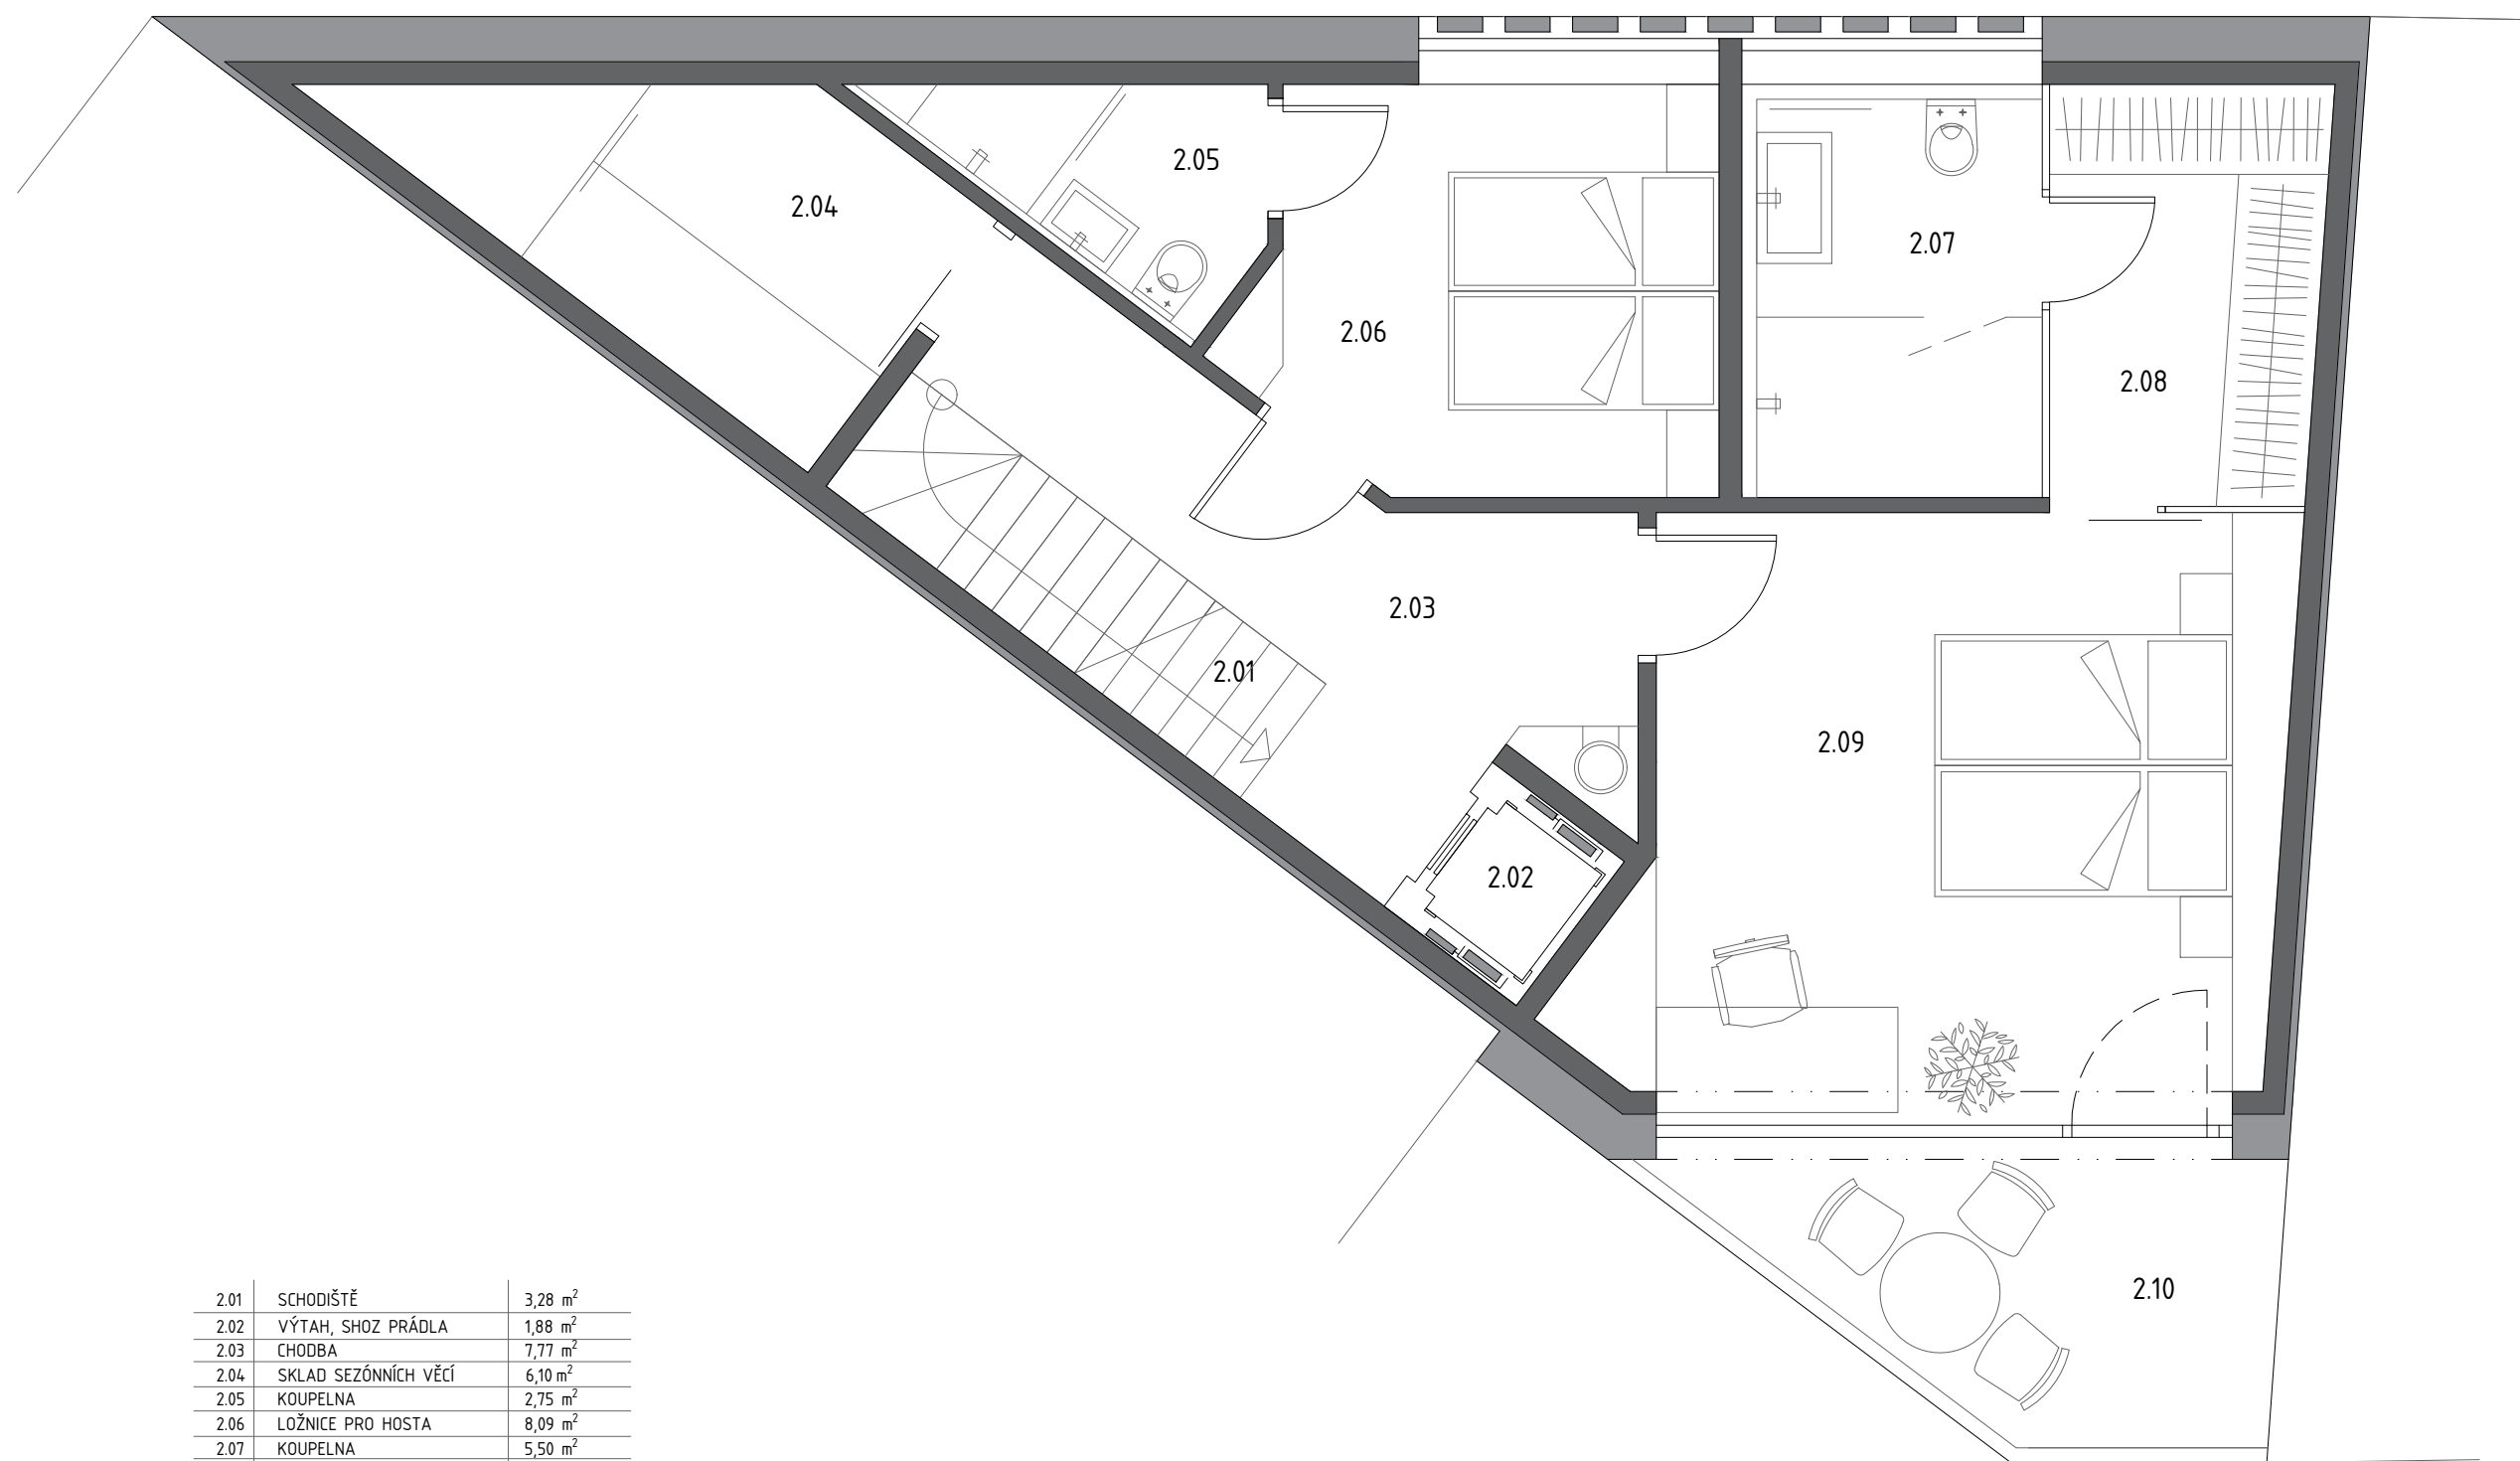 2.05
2.04
2.07
2.06
2.08
2.03
2.01
2.09
2.02
2.10
2.01 SCHODIŠTĚ 3,28 m²
2.02 VÝTAH, SHOZ PRÁDLA 1,88 m²
2.03 CHODBA 7,77 m²
2.04 SKLAD SEZÓNNÍCH VĚCÍ 6,10 m²
2.05 KOUPELNA 2,75 m²
2.06 LOŽNICE PRO HOSTA 8,09 m²
2.07 KOUPELNA 5,50 m²